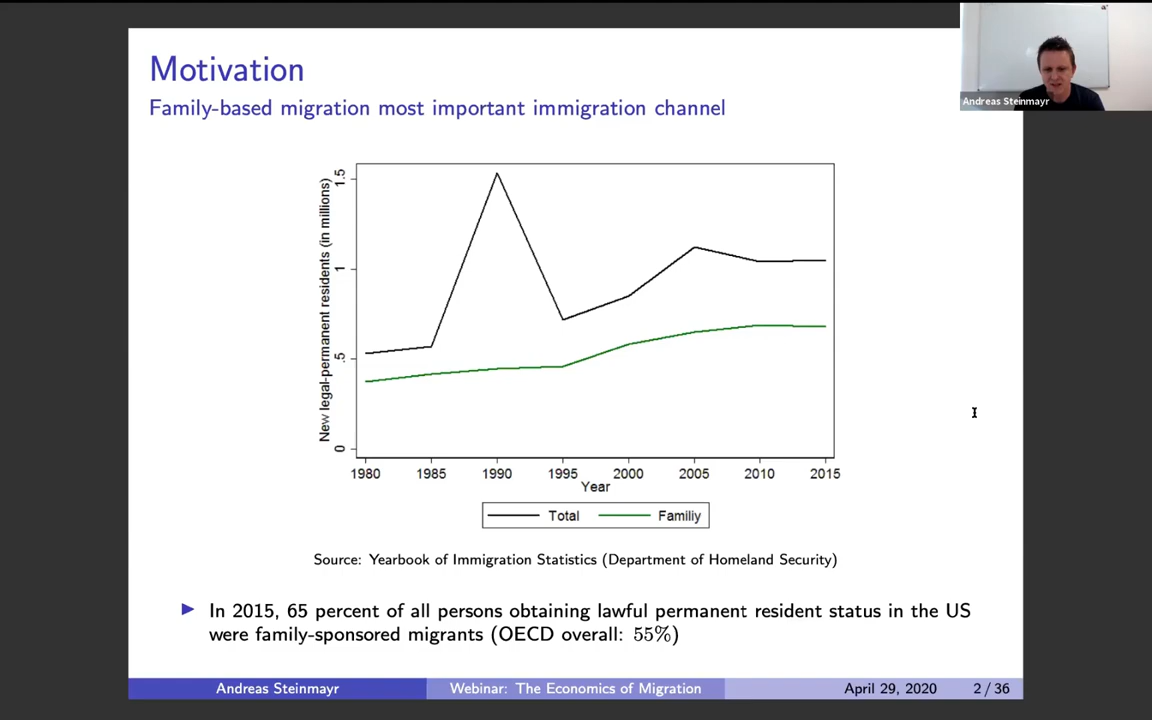 Motivation
Family-based migration most important immigration channel
Andreas Steinmayr
New legal-permanent residents (in millions)
1.5
1
.5
0
1980 1985 1990 1995 2000 2005 2010 2015
Year
Total Familiy
Source: Yearbook of Immigration Statistics (Department of Homeland Security)
In 2015, 65 percent of all persons obtaining lawful permanent resident status in the US
were family-sponsored migrants (OECD overall: 55%)
Andreas Steinmayr Webinar: The Economics of Migration April 29, 2020 2 / 36